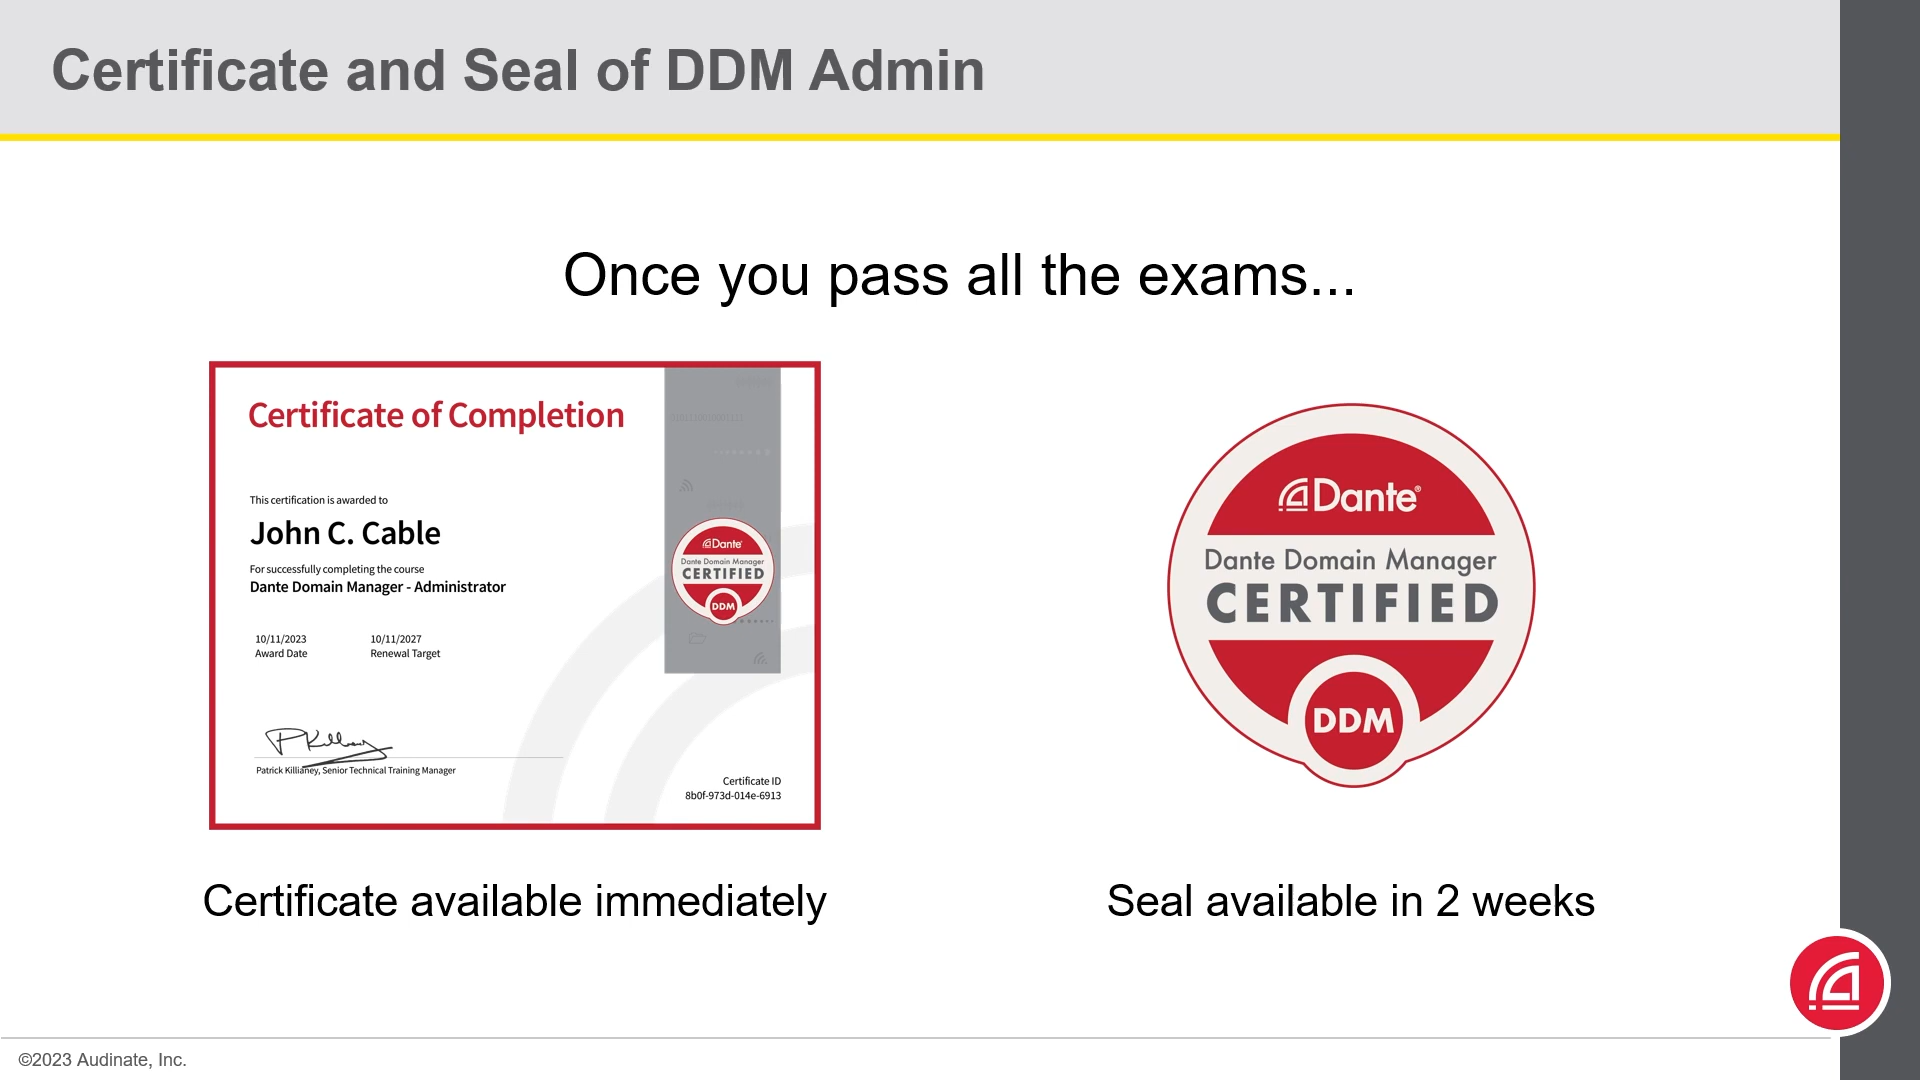 Certificate and Seal of DDM Admin
Once you pass all the exams...
Certificate of Completion
This certification is awarded to
John C. Cable
For successfully completing the course
Dante Domain Manager - Administrator
10/11/2023 10/11/2027
Award Date Renewal Target
Patrick Killianey, Senior Technical Training Manager
Certificate ID
8b0f-973d-014e-6913
Dante
Dante Domain Manager
CERTIFIED
DDM
Dante®
Dante Domain Manager
CERTIFIED
DDM
Certificate available immediately
Seal available in 2 weeks
©2023 Audinate, Inc.